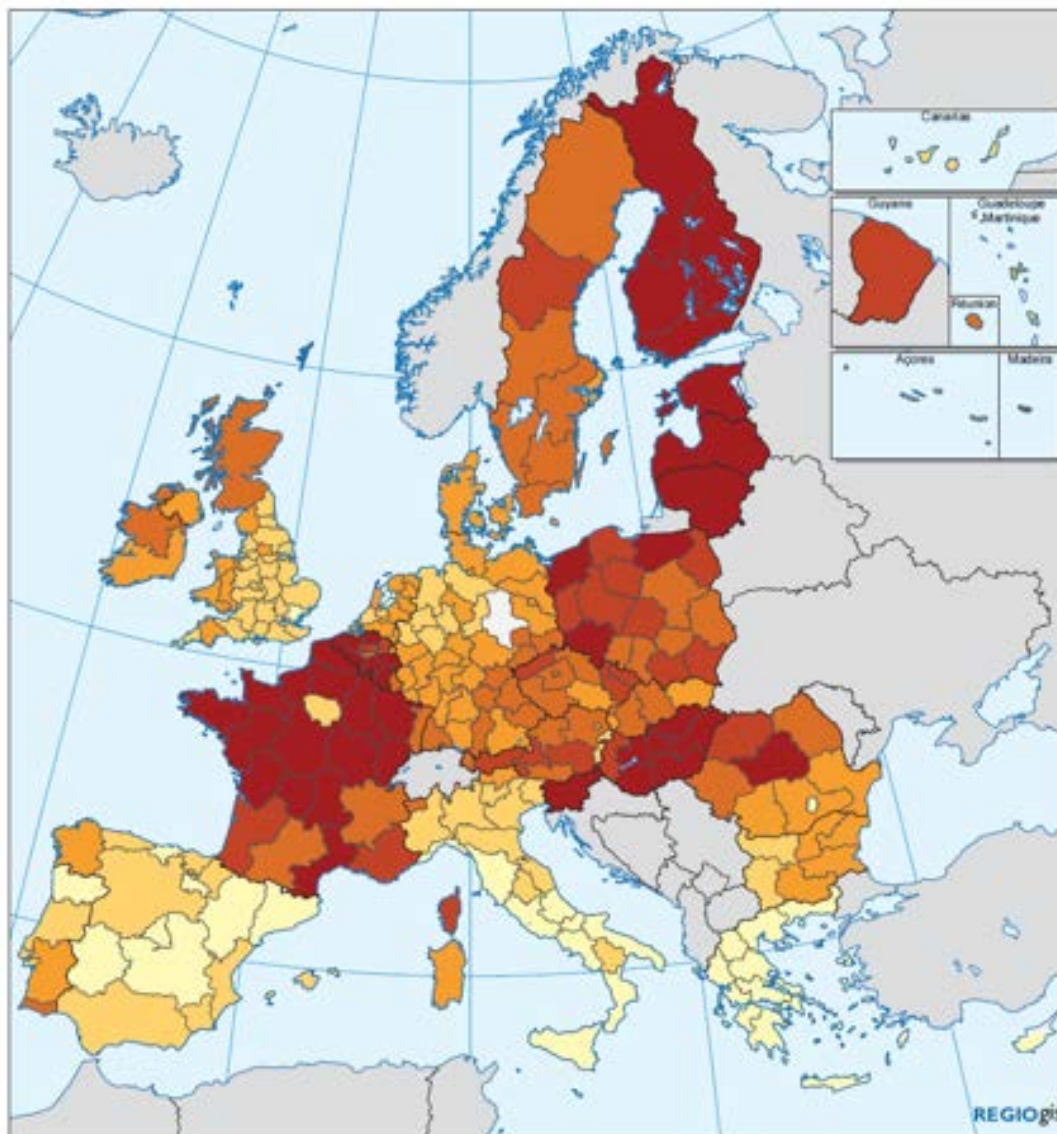 Canarias
Guyane
Guadeloupe
Martinique
Réunion
Açores
Madeira
REGIOgis